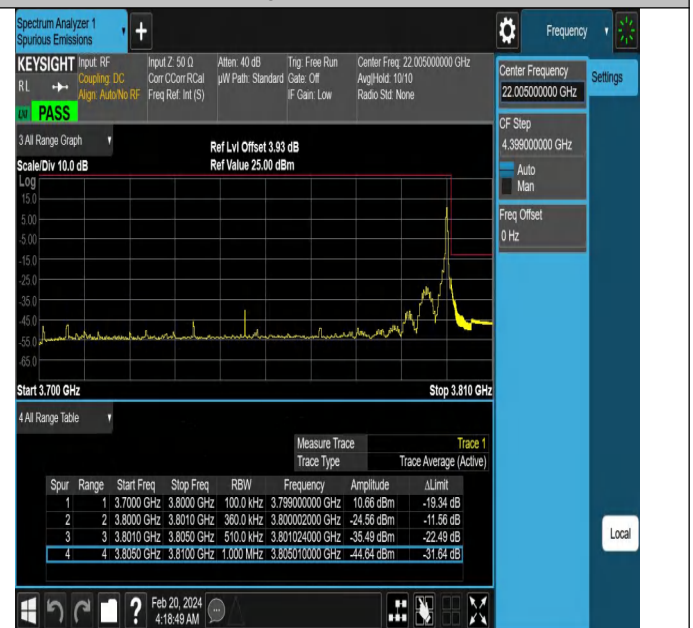 Spectrum Analyzer 1
Spurious Emissions
Frequency
KEYSIGHT Input: RF Input Z: 50 Ω Atten: 40 dB Trig: Free Run Center Freq: 22.005000000 GHz
RL Coupling: DC Corr CCorr RCal µW Path: Standard Gate: Off Avg|Hold: 10/10
Align: Auto/No RF Freq Ref: Int (S) IF Gain: Low Radio Std: None
PASS
Center Frequency
22.005000000 GHz
Settings
CF Step
4.399000000 GHz
Auto
Man
Freq Offset
0 Hz
3 All Range Graph
Ref Lvl Offset 3.93 dB
Scale/Div 10.0 dB Ref Value 25.00 dBm
Log
15.0
5.00
-5.00
-15.0
-25.0
-35.0
-45.0
-55.0
-65.0
Start 3.700 GHz Stop 3.810 GHz
4 All Range Table
Measure Trace Trace 1
Trace Type Trace Average (Active)
Spur Range Start Freq Stop Freq RBW Frequency Amplitude ΔLimit
1 1 3.7000 GHz 3.8000 GHz 100.0 kHz 3.799000000 GHz 10.66 dBm -19.34 dB
2 2 3.8000 GHz 3.8010 GHz 360.0 kHz 3.800002000 GHz -24.56 dBm -11.56 dB
3 3 3.8010 GHz 3.8050 GHz 510.0 kHz 3.801024000 GHz -35.49 dBm -22.49 dB
4 4 3.8050 GHz 3.8100 GHz 1.000 MHz 3.805010000 GHz -44.64 dBm -31.64 dB
Local
?
Feb 20, 2024
4:18:49 AM